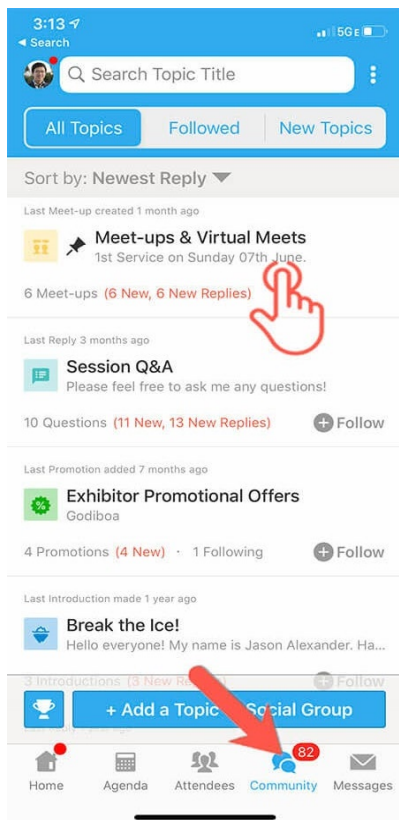 3:13
5G E
Search
Search Topic Title
All Topics
Followed
New Topics
Sort by: Newest Reply
Last Meet-up created 1 month ago
Meet-ups & Virtual Meets
1st Service on Sunday 07th June.
6 Meet-ups (6 New, 6 New Replies)
Last Reply 3 months ago
Session Q&A
Please feel free to ask me any questions!
10 Questions (11 New, 13 New Replies)
Follow
Last Promotion added 7 months ago
Exhibitor Promotional Offers
Godiboa
4 Promotions (4 New) · 1 Following
Follow
Last Introduction made 1 year ago
Break the Ice!
Hello everyone! My name is Jason Alexander. Ha...
3 Introductions (3 New
Follow
+ Add a Topic
Social Group
82
Home
Agenda
Attendees
Community
Messages